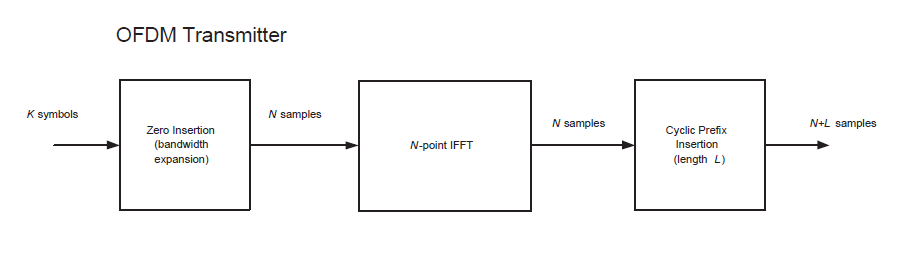 OFDM Transmitter
K symbols
Zero Insertion
(bandwidth
expansion)
N samples
N-point IFFT
N samples
Cyclic Prefix
Insertion
(length L)
N+L samples